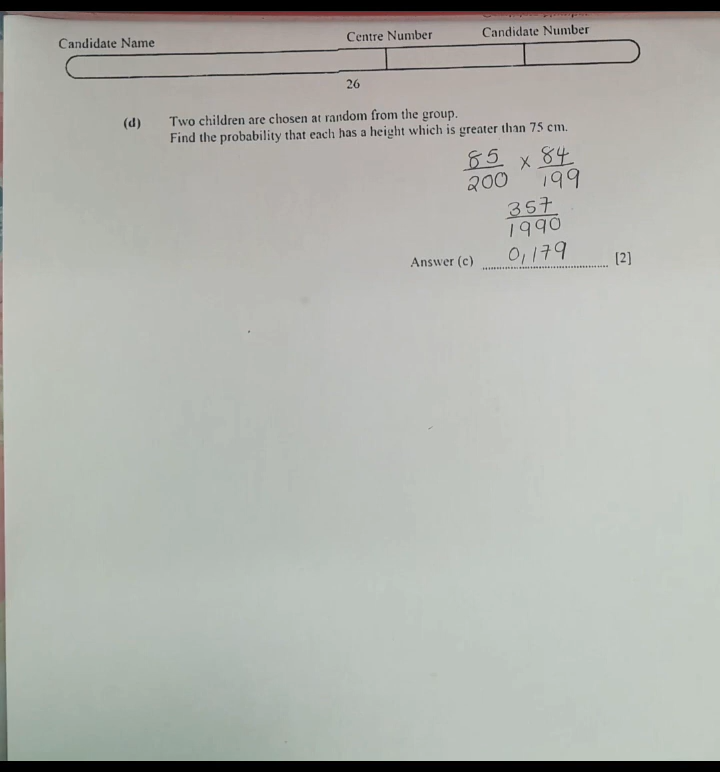 Candidate Name Centre Number Candidate Number
26
(d) Two children are chosen at random from the group.
Find the probability that each has a height which is greater than 75 cm.
85/200 × 84/199
357/1990
Answer (c) 0,179 [2]